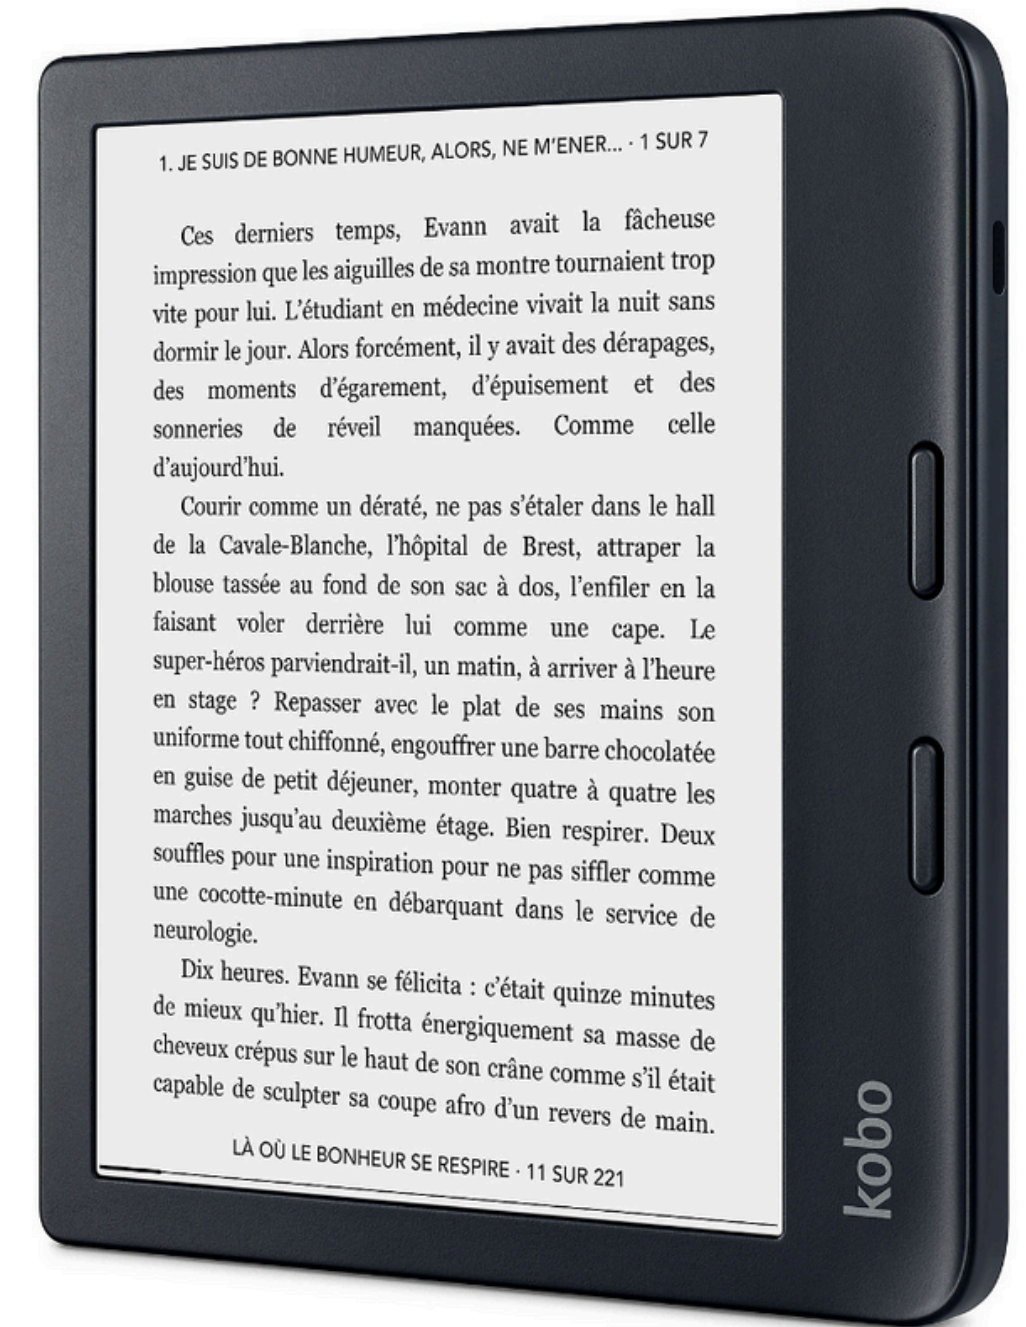 1. JE SUIS DE BONNE HUMEUR, ALORS, NE M'ENER... · 1 SUR 7
Ces derniers temps, Evann avait la fâcheuse
impression que les aiguilles de sa montre tournaient trop
vite pour lui. L'étudiant en médecine vivait la nuit sans
dormir le jour. Alors forcément, il y avait des dérapages,
des moments d'égarement, d'épuisement et des
sonneries de réveil manquées. Comme celle
d'aujourd'hui.
Courir comme un dératé, ne pas s'étaler dans le hall
de la Cavale-Blanche, l'hôpital de Brest, attraper la
blouse tassée au fond de son sac à dos, l'enfiler en la
faisant voler derrière lui comme une cape. Le
super-héros parviendrait-il, un matin, à arriver à l'heure
en stage ? Repasser avec le plat de ses mains son
uniforme tout chiffonné, engouffrer une barre chocolatée
en guise de petit déjeuner, monter quatre à quatre les
marches jusqu'au deuxième étage. Bien respirer. Deux
souffles pour une inspiration pour ne pas siffler comme
une cocotte-minute en débarquant dans le service de
neurologie.
Dix heures. Evann se félicita : c'était quinze minutes
de mieux qu'hier. Il frotta énergiquement sa masse de
cheveux crépus sur le haut de son crâne comme s'il était
capable de sculpter sa coupe afro d'un revers de main.
LÀ OÙ LE BONHEUR SE RESPIRE · 11 SUR 221
kobo